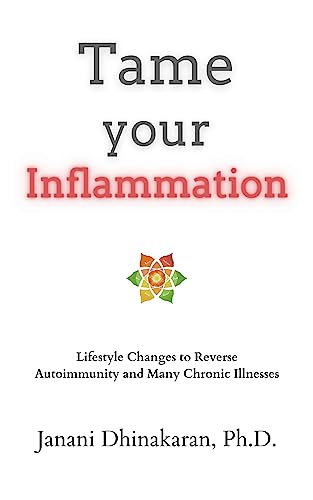 Tame
your
Inflammation
Lifestyle Changes to Reverse
Autoimmunity and Many Chronic Illnesses
Janani Dhinakaran, Ph.D.